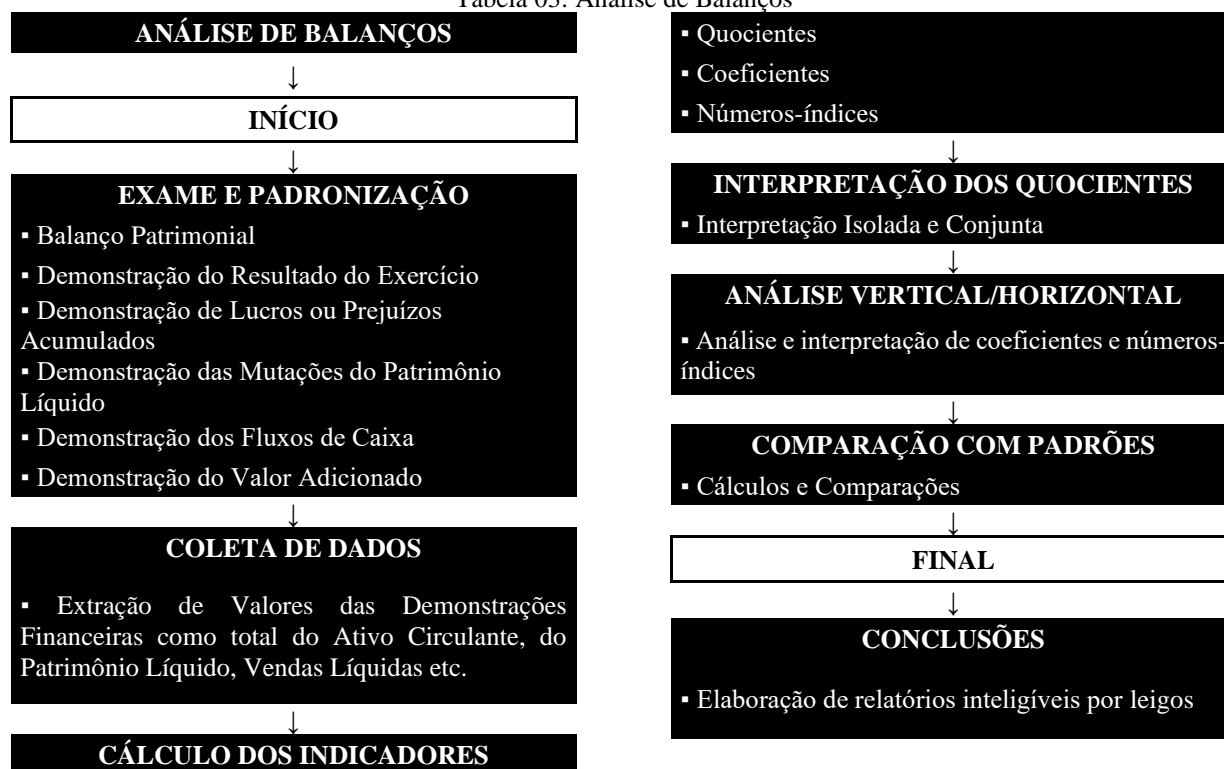 Tabela 03: Análise de Balanços
ANÁLISE DE BALANÇOS
↓
INÍCIO
↓
EXAME E PADRONIZAÇÃO
▪ Balanço Patrimonial
▪ Demonstração do Resultado do Exercício
▪ Demonstração de Lucros ou Prejuízos
Acumulados
▪ Demonstração das Mutações do Patrimônio
Líquido
▪ Demonstração dos Fluxos de Caixa
▪ Demonstração do Valor Adicionado
↓
COLETA DE DADOS
▪ Extração de Valores das Demonstrações
Financeiras como total do Ativo Circulante, do
Patrimônio Líquido, Vendas Líquidas etc.
↓
CÁLCULO DOS INDICADORES
▪ Quocientes
▪ Coeficientes
▪ Números-índices
↓
INTERPRETAÇÃO DOS QUOCIENTES
▪ Interpretação Isolada e Conjunta
↓
ANÁLISE VERTICAL/HORIZONTAL
▪ Análise e interpretação de coeficientes e números-
índices
↓
COMPARAÇÃO COM PADRÕES
▪ Cálculos e Comparações
↓
FINAL
↓
CONCLUSÕES
▪ Elaboração de relatórios inteligíveis por leigos